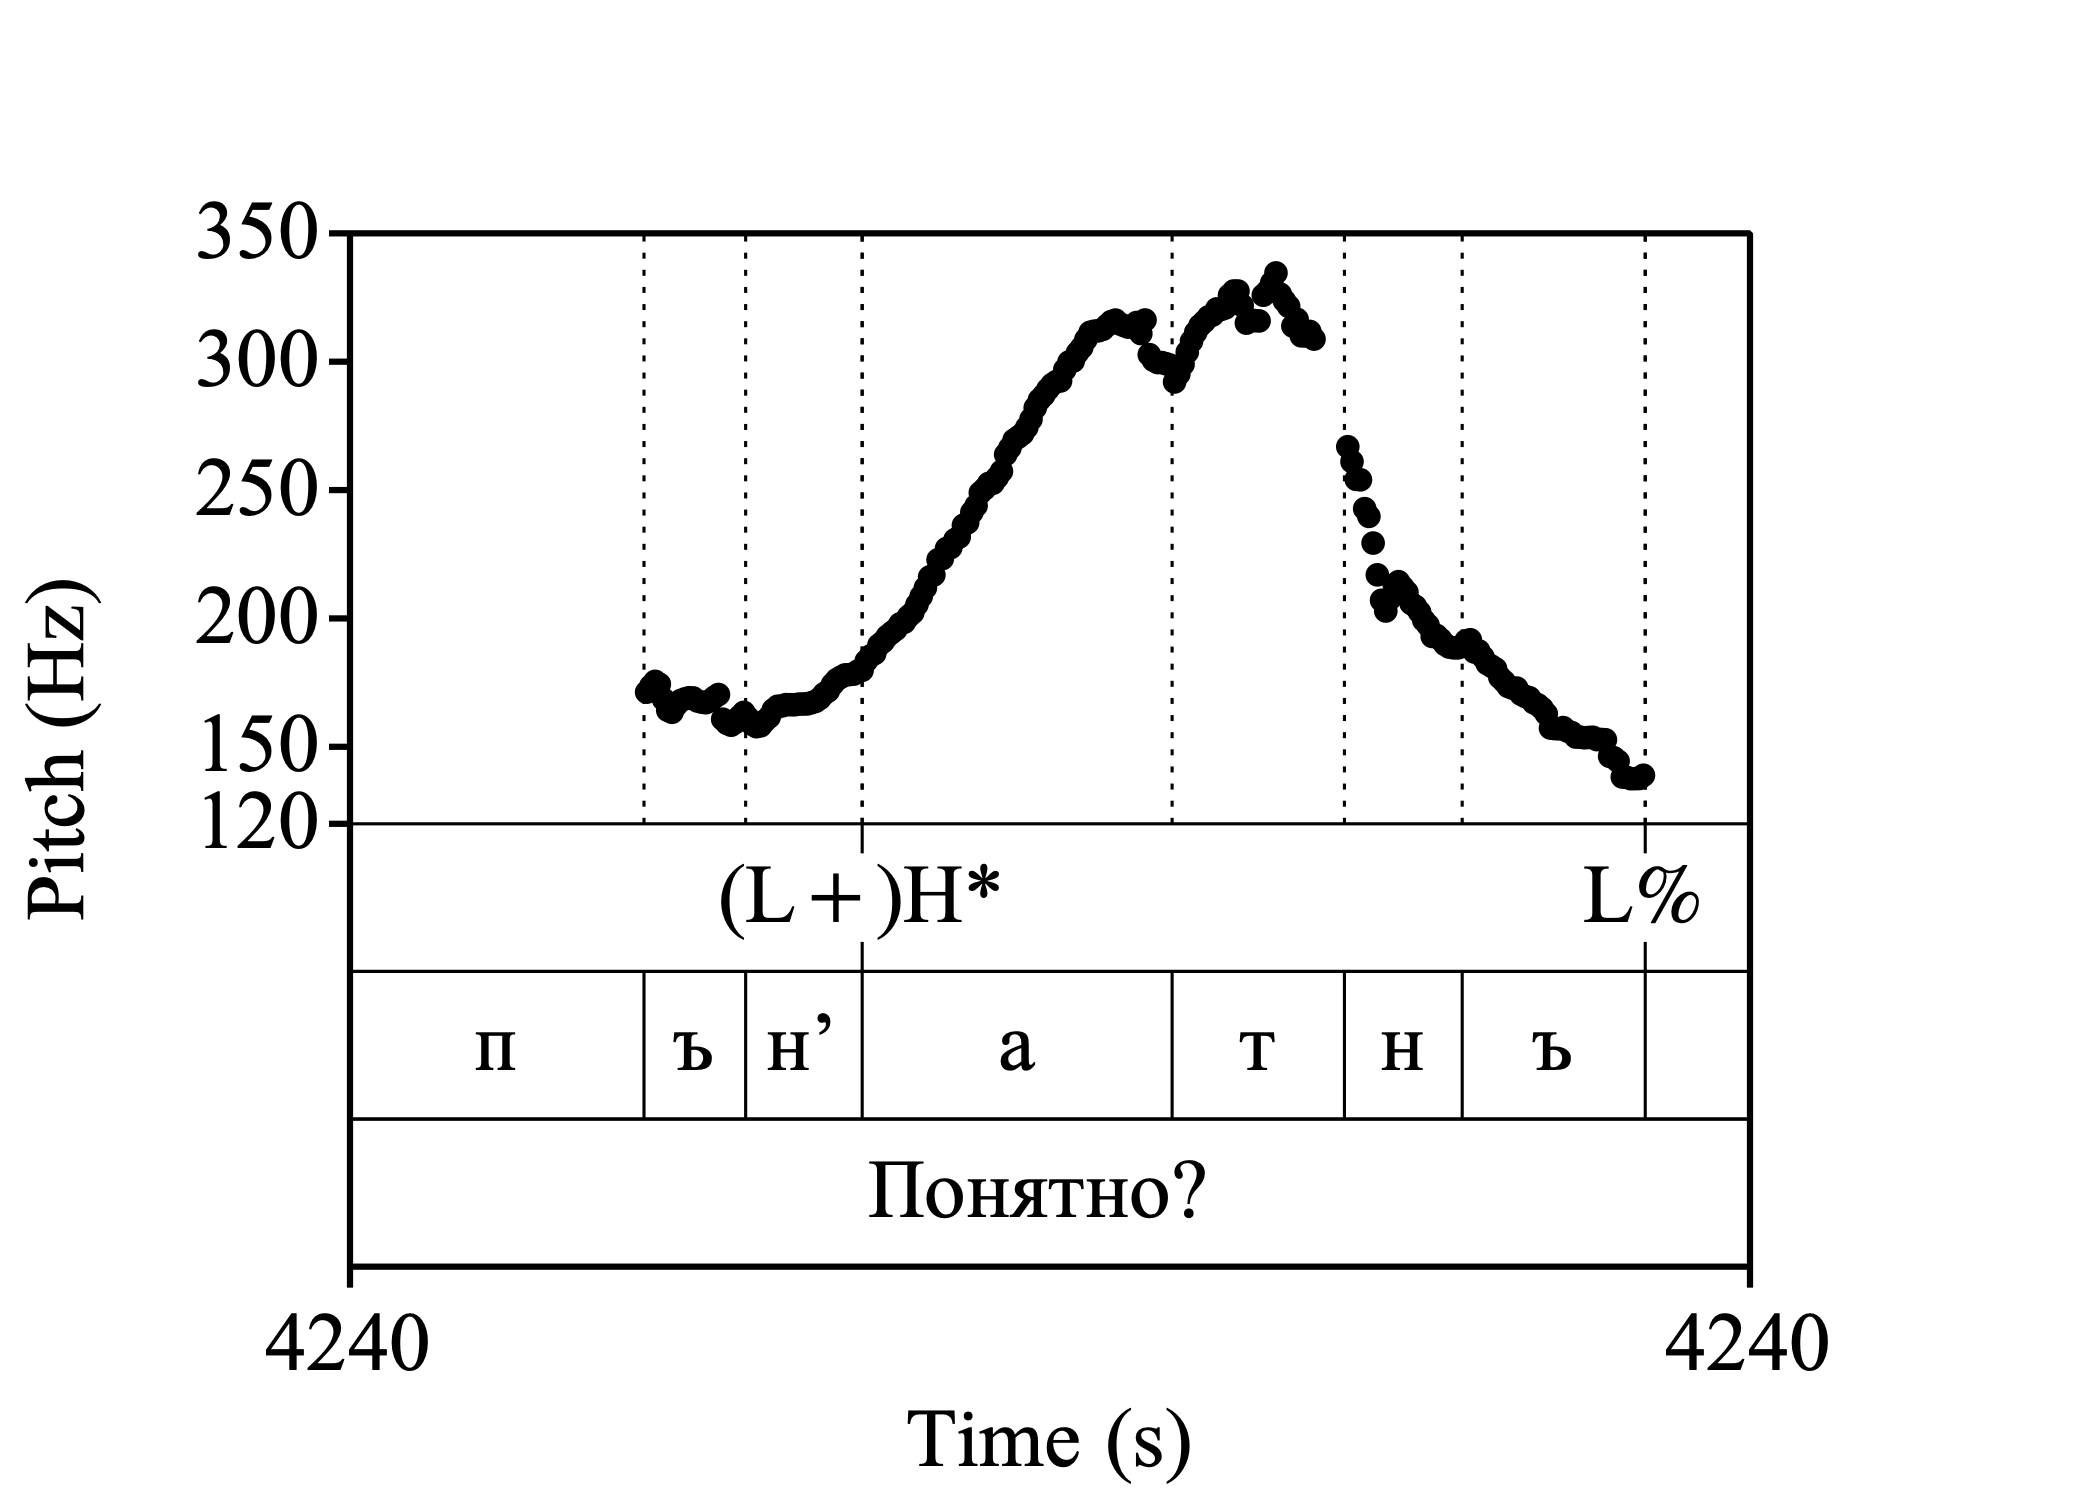 350
300
250
200
150
120
Pitch (Hz)
(L+)H* L%
п ъ н’ а т н ъ
Понятно?
4240 4240
Time (s)